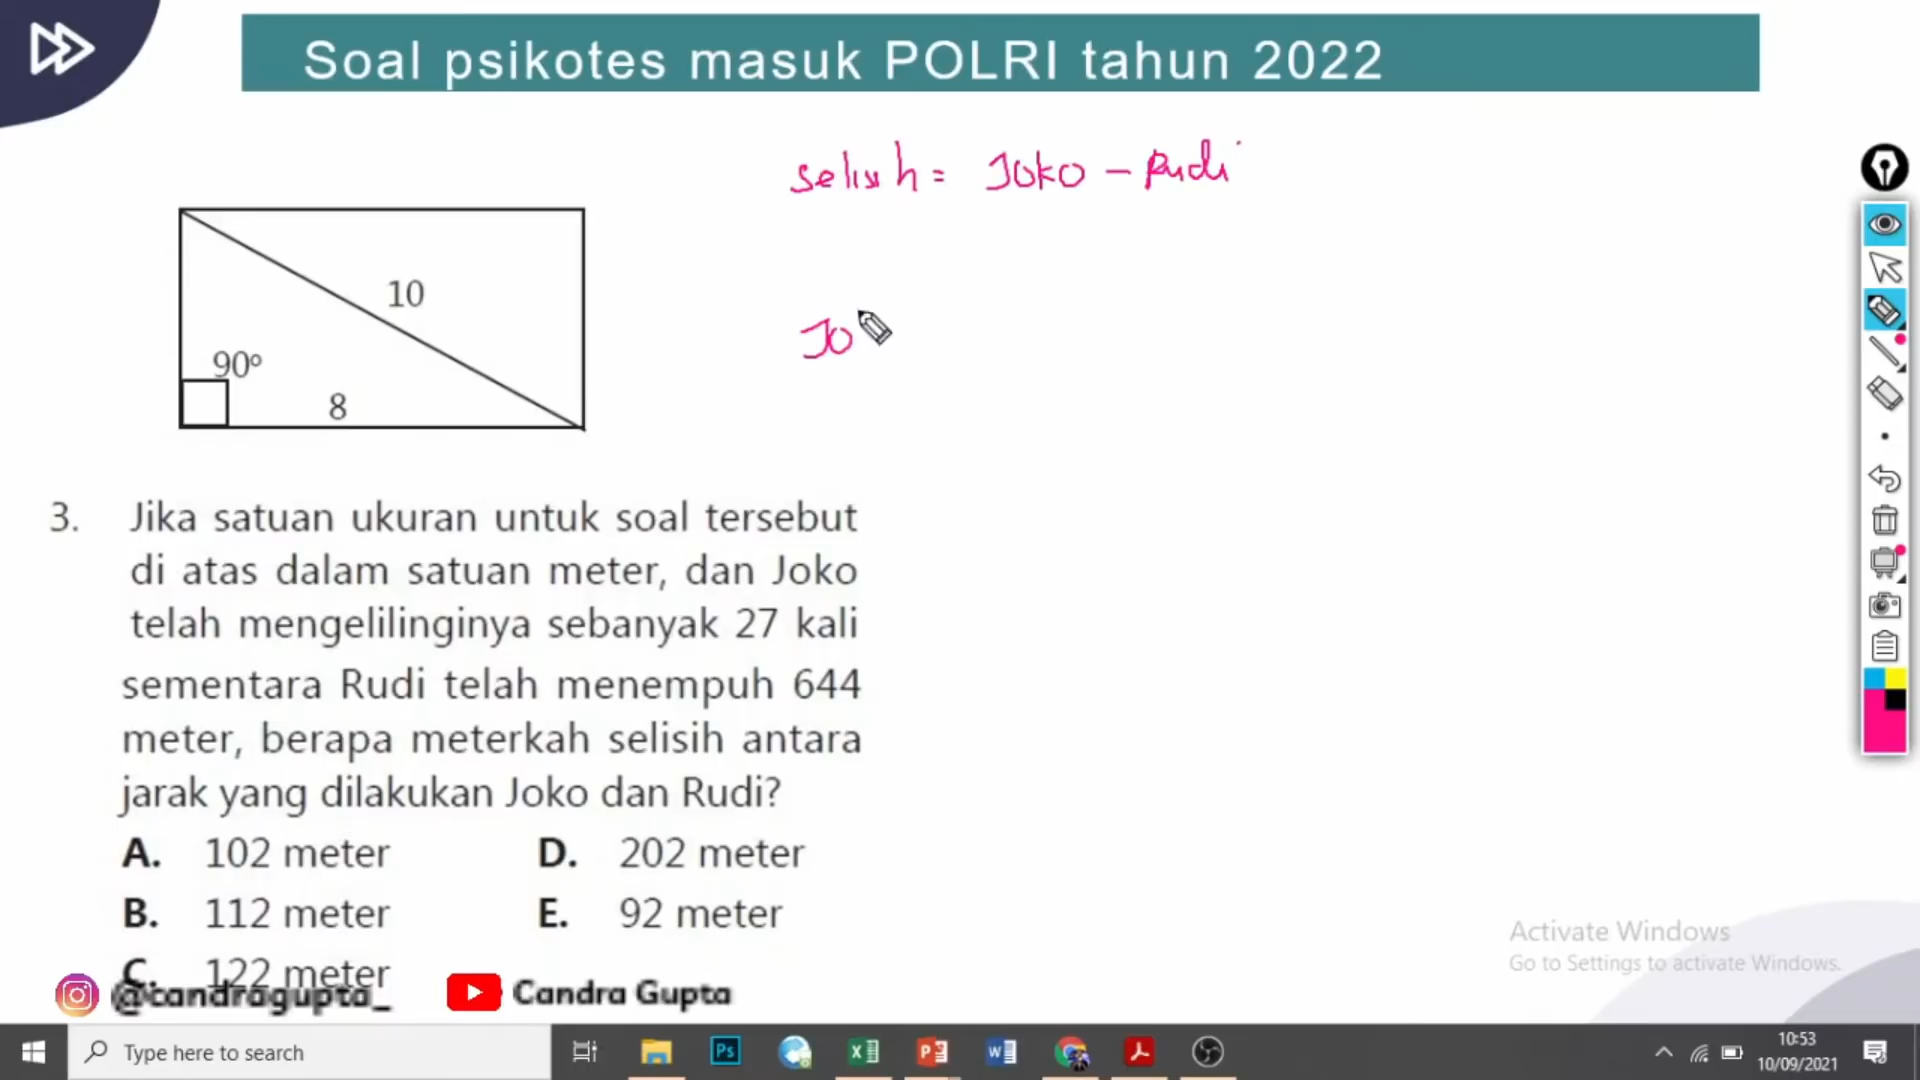 Soal psikotes masuk POLRI tahun 2022
selisih = Joko - Rudi
10
Jo
90°
8
3. Jika satuan ukuran untuk soal tersebut
di atas dalam satuan meter, dan Joko
telah mengelilinginya sebanyak 27 kali
sementara Rudi telah menempuh 644
meter, berapa meterkah selisih antara
jarak yang dilakukan Joko dan Rudi?
A. 102 meter D. 202 meter
B. 112 meter E. 92 meter
C. 122 meter
@candragupta_ Candra Gupta
Activate Windows
Go to Settings to activate Windows.
Type here to search
Ps
10:53
10/09/2021